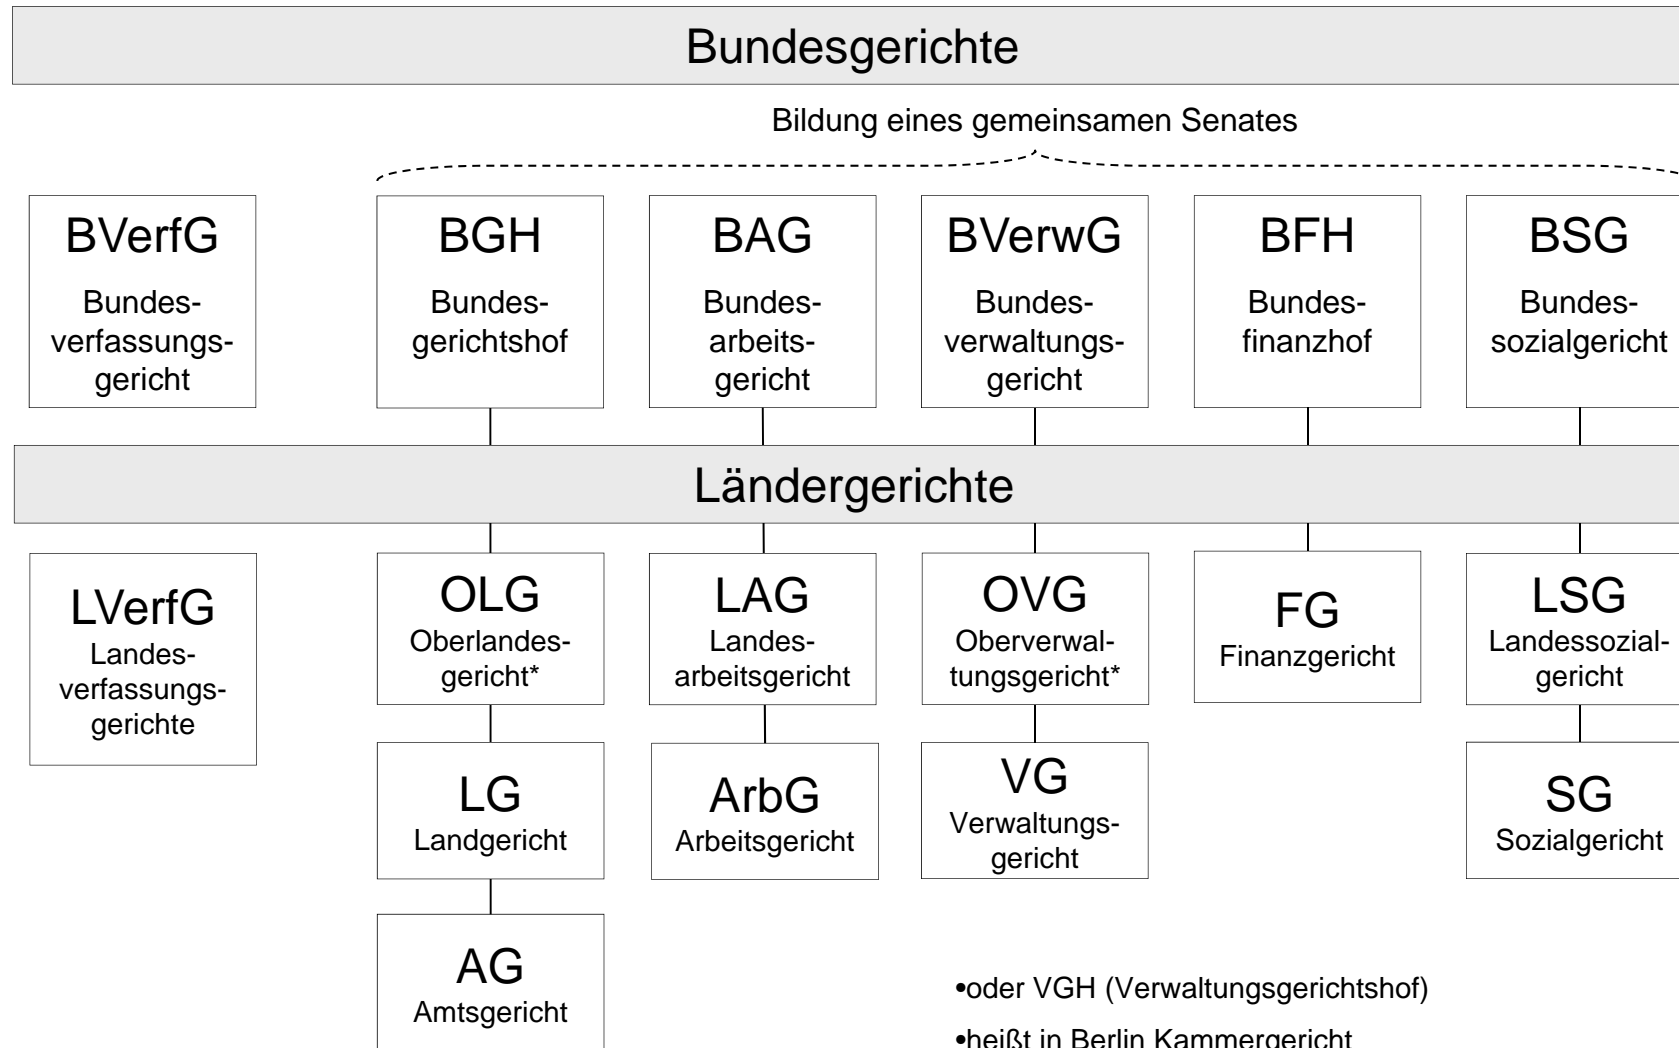 Bundesgerichte
Bildung eines gemeinsamen Senates
BVerfG
Bundes-
verfassungs-
gericht
BGH
Bundes-
gerichtshof
BAG
Bundes-
arbeits-
gericht
BVerwG
Bundes-
verwaltungs-
gericht
BFH
Bundes-
finanzhof
BSG
Bundes-
sozialgericht
Ländergerichte
LVerfG
Landes-
verfassungs-
gerichte
OLG
Oberlandes-
gericht*
LAG
Landes-
arbeitsgericht
OVG
Oberverwal-
tungsgericht*
FG
Finanzgericht
LSG
Landessozial-
gericht
LG
Landgericht
ArbG
Arbeitsgericht
VG
Verwaltungs-
gericht
SG
Sozialgericht
AG
Amtsgericht
•oder VGH (Verwaltungsgerichtshof)
•heißt in Berlin Kammergericht